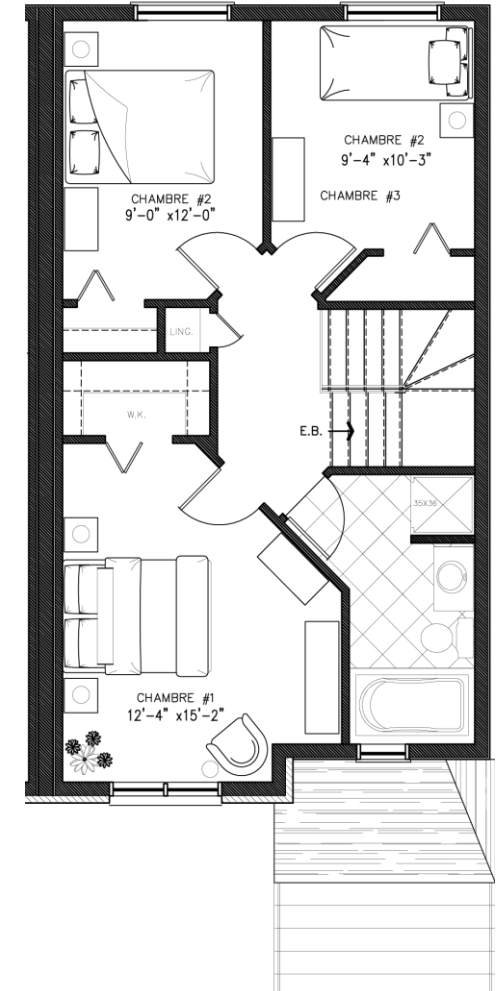 CHAMBRE #2
9'-4" x10'-3"
CHAMBRE #3
CHAMBRE #2
9'-0" x12'-0"
LING.
W.K.
E.B.
35X36
CHAMBRE #1
12'-4" x15'-2"